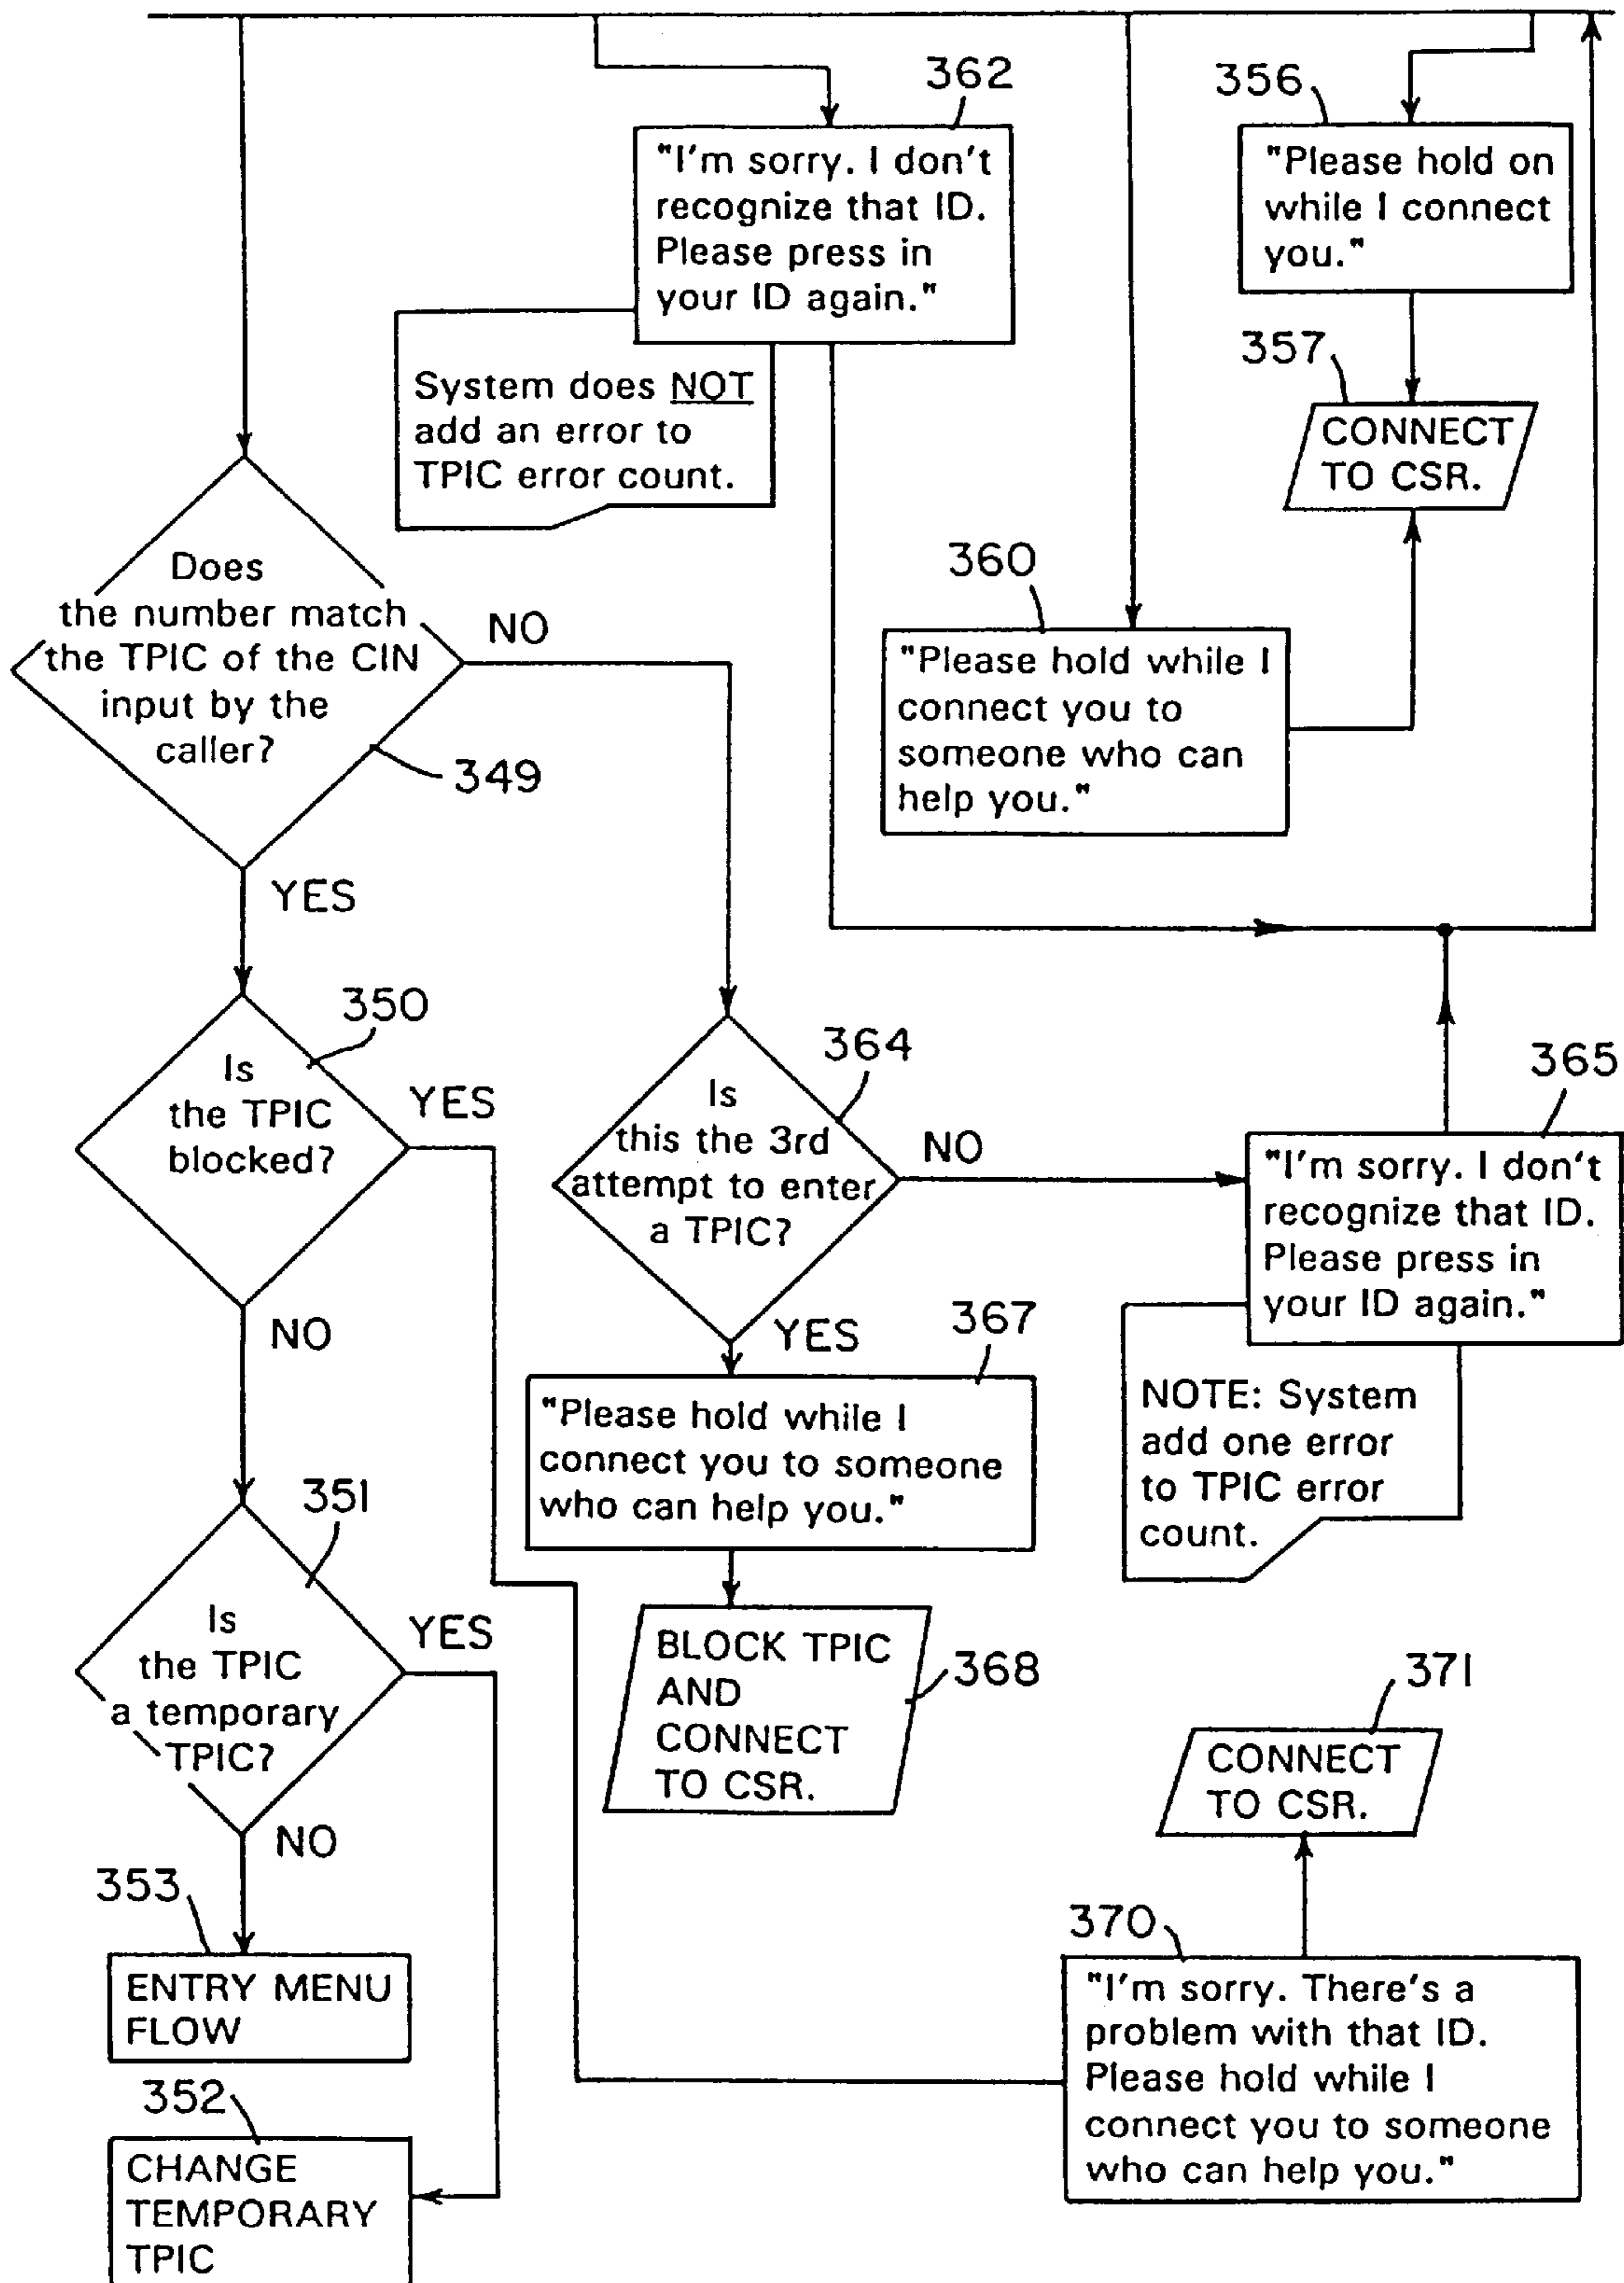 362
"I'm sorry. I don't
recognize that ID.
Please press in
your ID again."
System does NOT
add an error to
TPIC error count.
356
"Please hold on
while I connect
you."
357
CONNECT
TO CSR.
360
"Please hold while I
connect you to
someone who can
help you."
Does
the number match
the TPIC of the CIN
input by the
caller?
NO
349
YES
350
Is
the TPIC
blocked?
YES
NO
364
Is
this the 3rd
attempt to enter
a TPIC?
NO
YES
365
"I'm sorry. I don't
recognize that ID.
Please press in
your ID again."
NOTE: System
add one error
to TPIC error
count.
367
"Please hold while I
connect you to someone
who can help you."
BLOCK TPIC
AND
CONNECT
TO CSR.
368
351
Is
the TPIC
a temporary
TPIC?
YES
NO
371
CONNECT
TO CSR.
370
"I'm sorry. There's a
problem with that ID.
Please hold while I
connect you to someone
who can help you."
353
ENTRY MENU
FLOW
352
CHANGE
TEMPORARY
TPIC